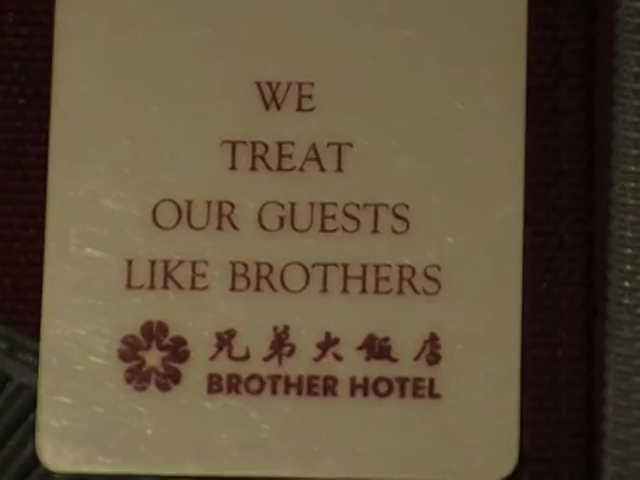 WE
TREAT
OUR GUESTS
LIKE BROTHERS
兄弟大飯店
BROTHER HOTEL